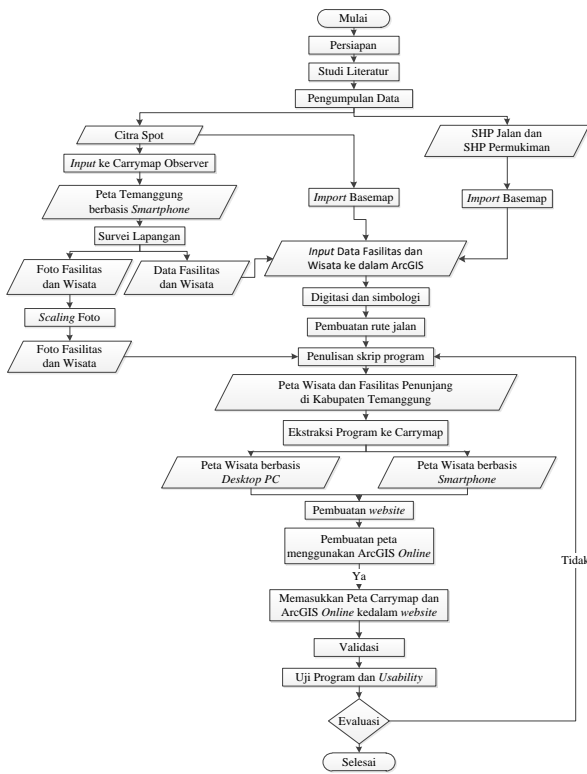 Mulai
Persiapan
Studi Literatur
Pengumpulan Data
Citra Spot
SHP Jalan dan
SHP Permukiman
Input ke Carrymap Observer
Peta Temanggung
berbasis Smartphone
Import Basemap
Import Basemap
Survei Lapangan
Foto Fasilitas
dan Wisata
Data Fasilitas
dan Wisata
Input Data Fasilitas dan
Wisata ke dalam ArcGIS
Digitasi dan simbologi
Scaling Foto
Pembuatan rute jalan
Foto Fasilitas
dan Wisata
Penulisan skrip program
Peta Wisata dan Fasilitas Penunjang
di Kabupaten Temanggung
Ekstraksi Program ke Carrymap
Peta Wisata berbasis
Desktop PC
Peta Wisata berbasis
Smartphone
Pembuatan website
Pembuatan peta
menggunakan ArcGIS Online
Tidak
Ya
Memasukkan Peta Carrymap dan
ArcGIS Online kedalam website
Validasi
Uji Program dan Usability
Evaluasi
Selesai